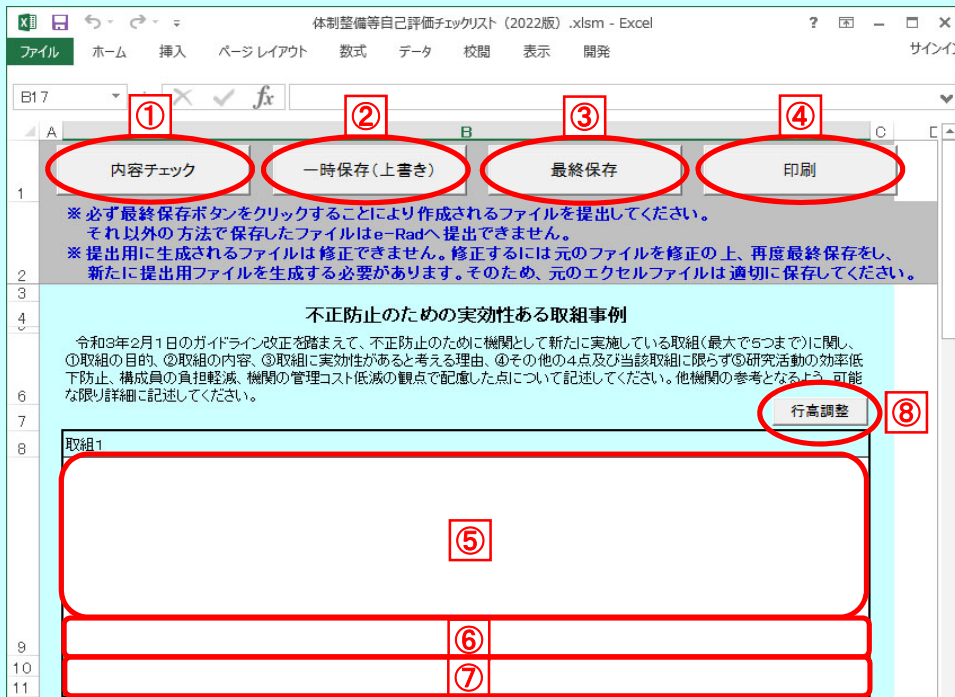 体制整備等自己評価チェックリスト（2022版）.xlsm - Excel ?
ファイル ホーム 挿入 ページ レイアウト 数式 データ 校閲 表示 開発 サインイン
B17 fx
① ② ③ ④
A B C D
内容チェック 一時保存（上書き） 最終保存 印刷
1
※必ず最終保存ボタンをクリックすることにより作成されるファイルを提出してください。
それ以外の方法で保存したファイルはe-Radへ提出できません。
※提出用に生成されるファイルは修正できません。修正するには元のファイルを修正の上、再度最終保存をし、
2 新たに提出用ファイルを生成する必要があります。そのため、元のエクセルファイルは適切に保存してください。
3
4 不正防止のための実効性ある取組事例
令和3年2月1日のガイドライン改正を踏まえて、不正防止のために機関として新たに実施している取組（最大で5つまで）に関し、
①取組の目的、②取組の内容、③取組に実効性があると考える理由、④その他の4点及び当該取組に限らず⑤研究活動の効率低
下防止、構成員の負担軽減、機関の管理コスト低減の観点で配慮した点について記述してください。他機関の参考となるよう、可能
6 な限り詳細に記述してください。
7 行高調整 ⑧
8 取組1
⑤
9 ⑥
10 ⑦
11